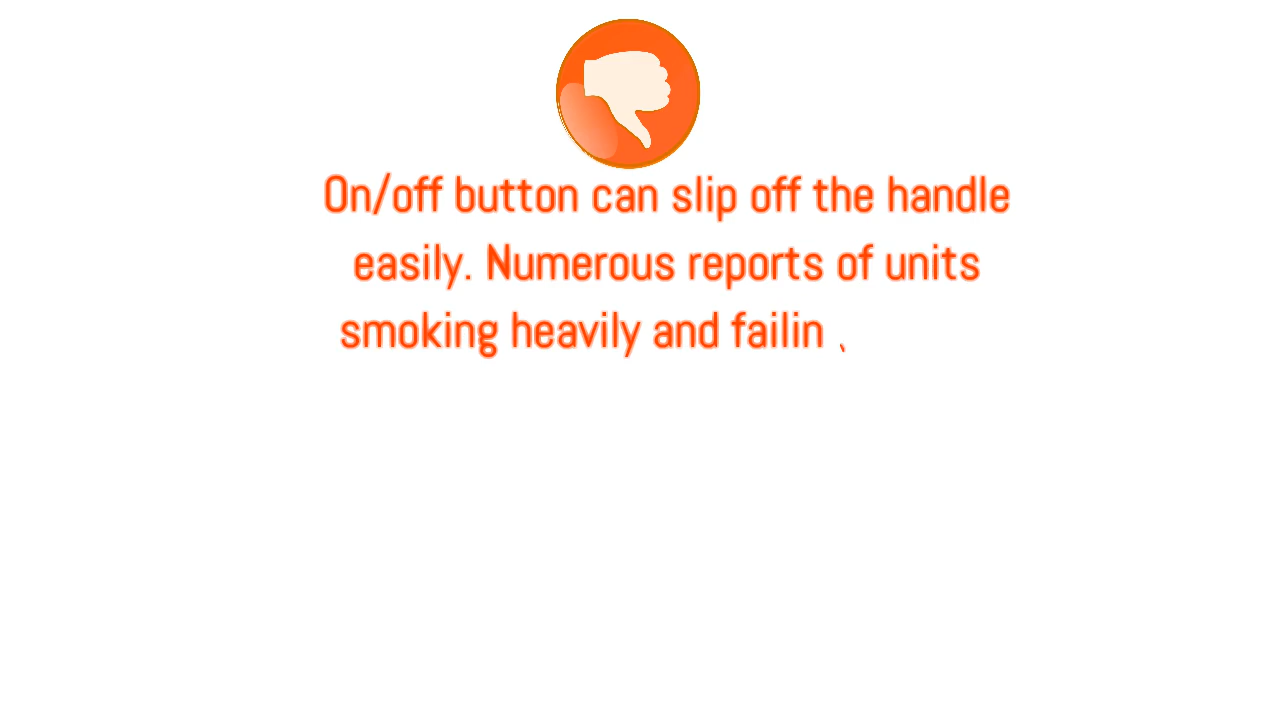 On/off button can slip off the handle
easily. Numerous reports of units
smoking heavily and failin